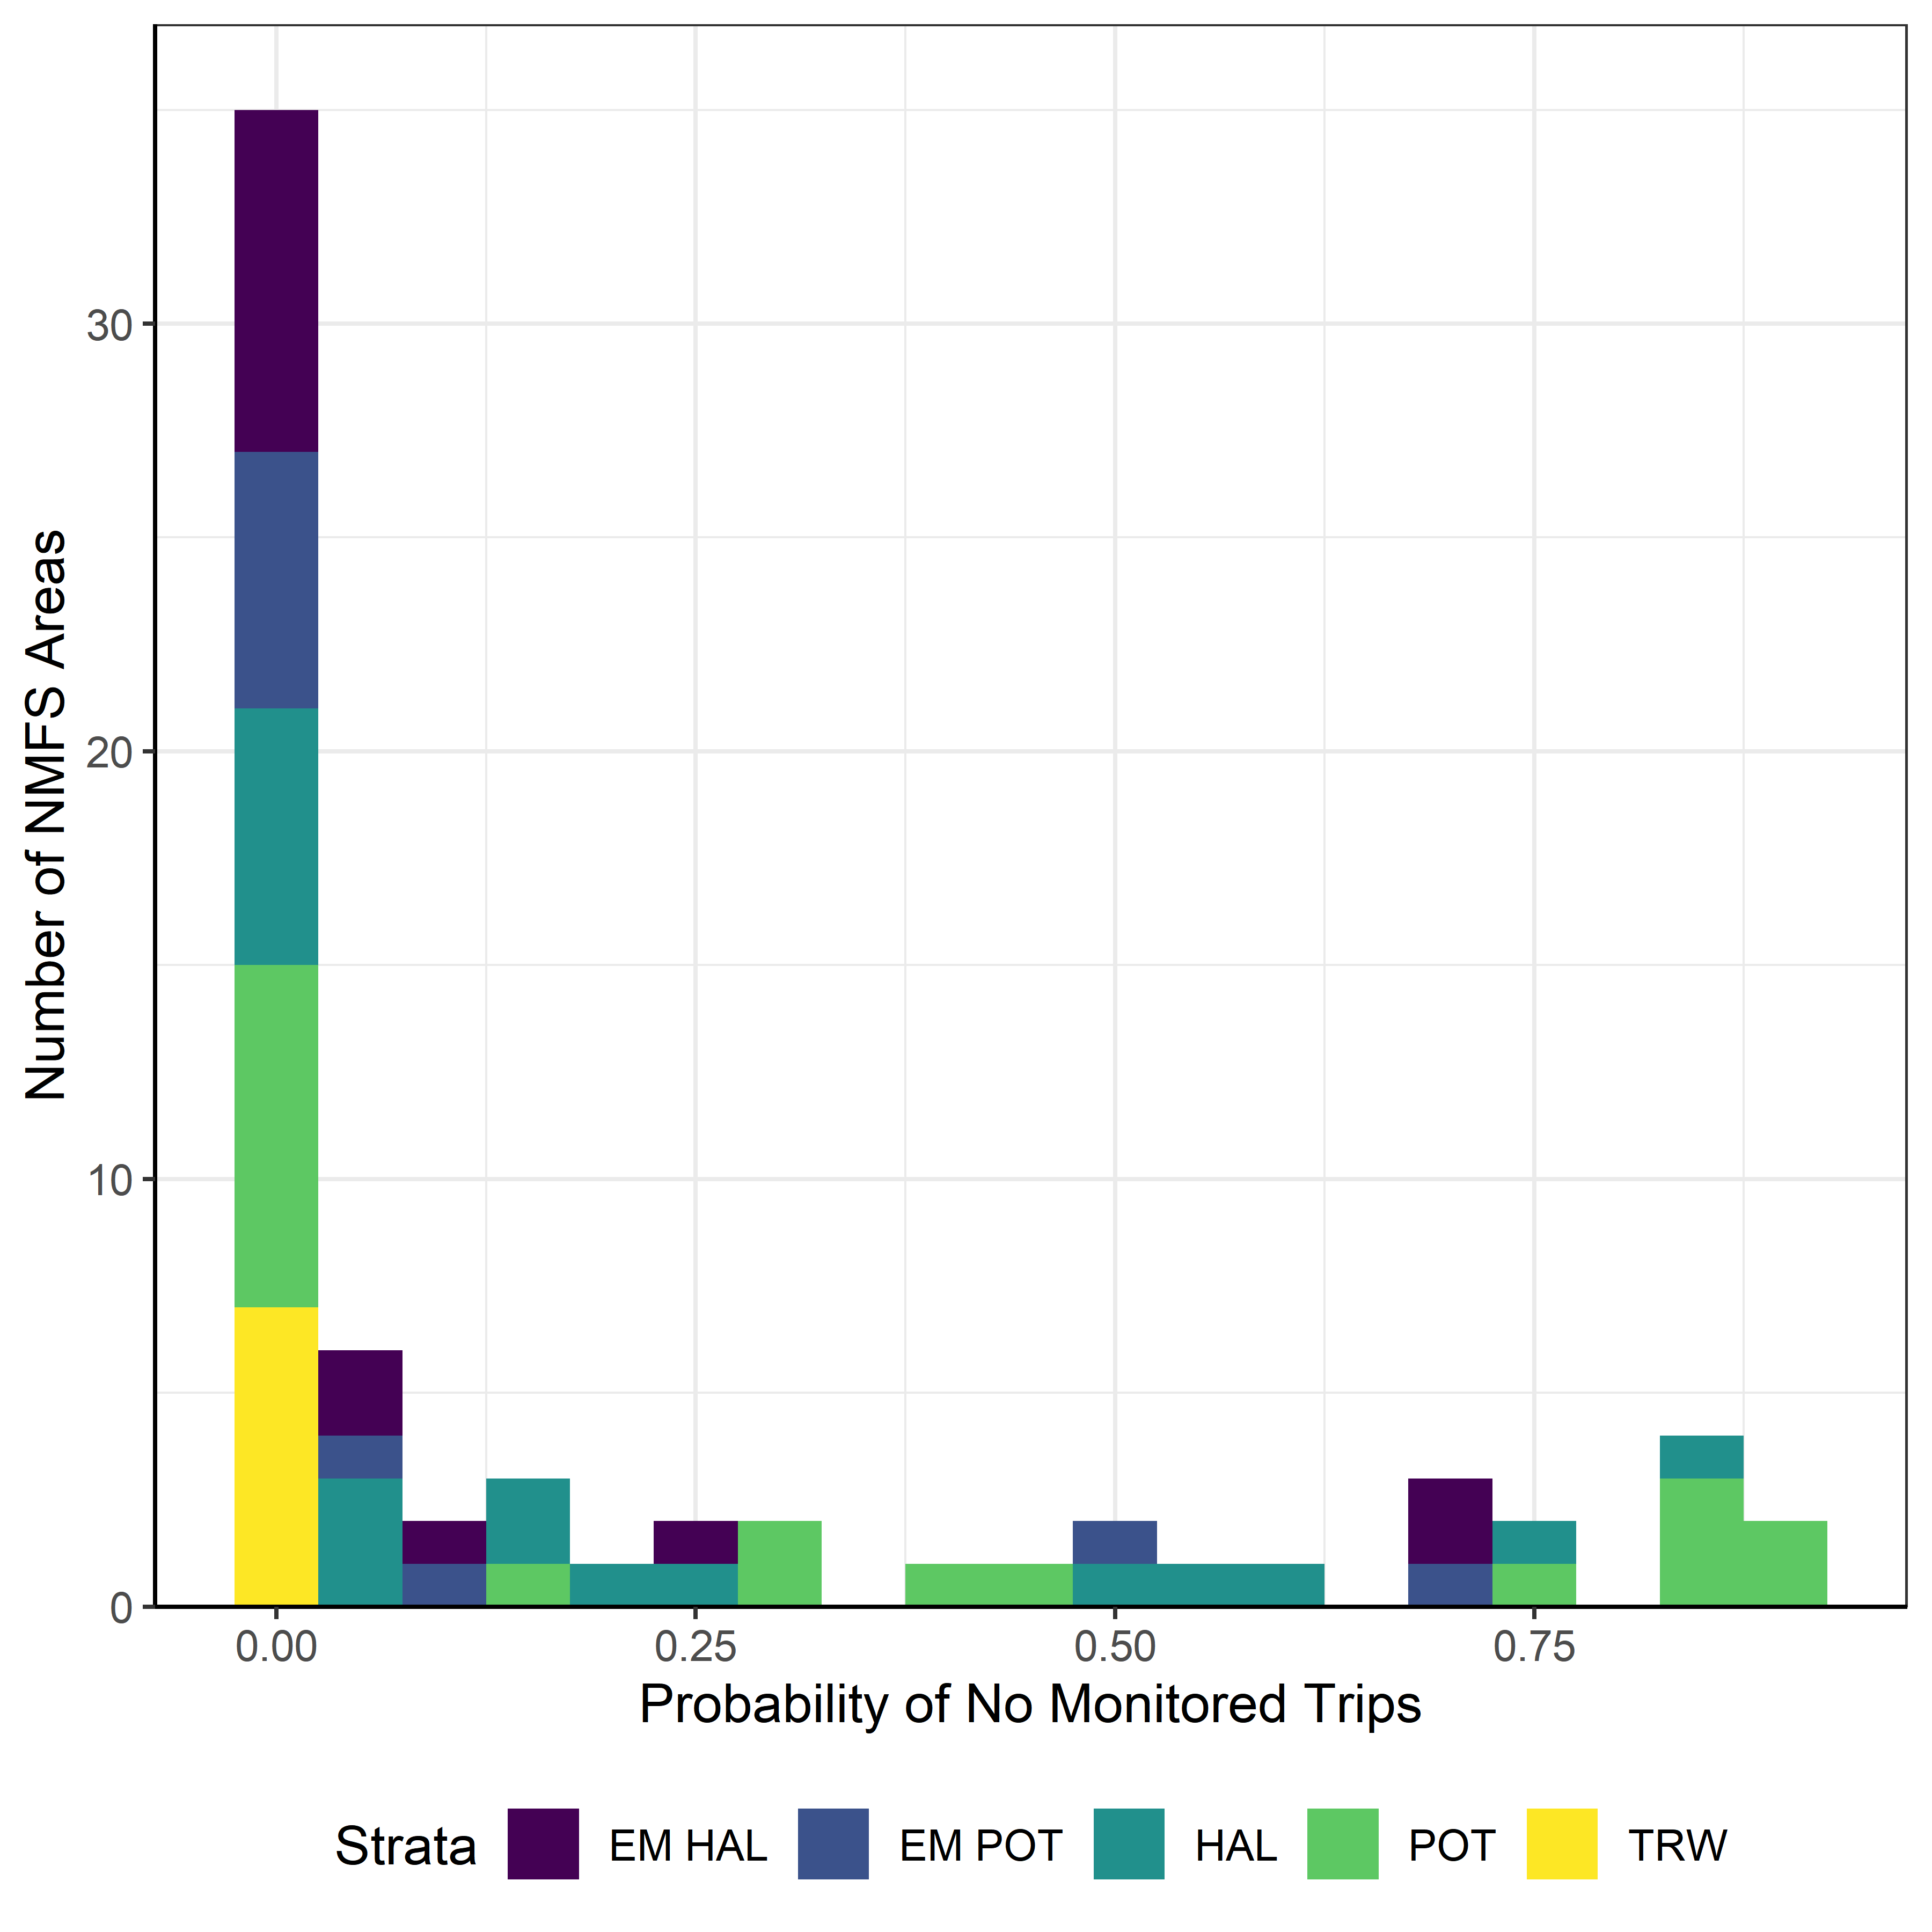 Number of NMFS Areas
30
20
10
0
0.00 0.25 0.50 0.75
Probability of No Monitored Trips
Strata EM HAL EM POT HAL POT TRW